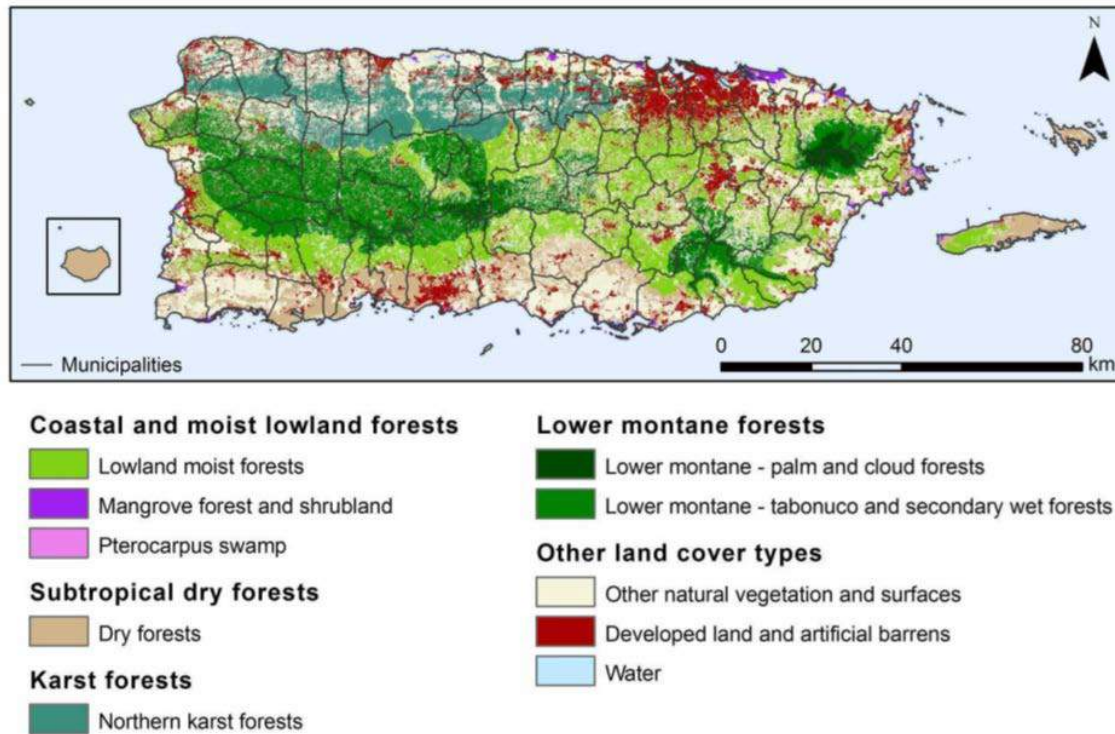 N
Municipalities
0 20 40 80
km
Coastal and moist lowland forests
Lowland moist forests
Mangrove forest and shrubland
Pterocarpus swamp
Subtropical dry forests
Dry forests
Karst forests
Northern karst forests
Lower montane forests
Lower montane - palm and cloud forests
Lower montane - tabonuco and secondary wet forests
Other land cover types
Other natural vegetation and surfaces
Developed land and artificial barrens
Water